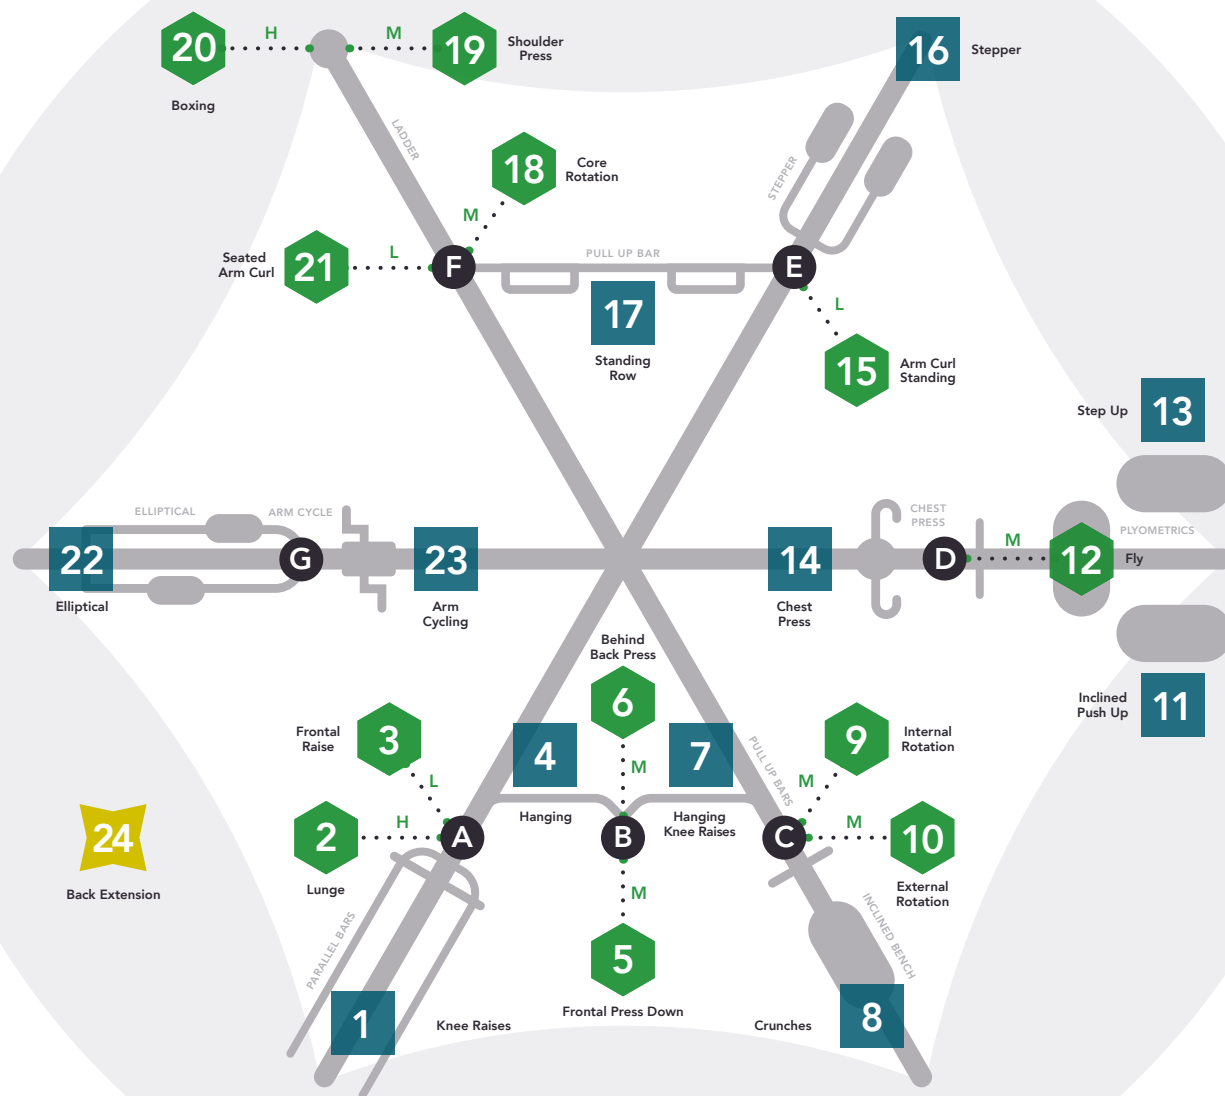 20
H
M
19
Shoulder
Press
16
Stepper
Boxing
LADDER
18
Core
Rotation
STEPPER
M
Seated
Arm Curl
21
L
F
PULL UP BAR
E
17
L
Standing
Row
15
Arm Curl
Standing
Step Up
13
ELLIPTICAL
ARM CYCLE
CHEST
PRESS
PLYOMETRICS
22
G
23
14
D
M
12
Fly
Elliptical
Arm
Cycling
Chest
Press
Behind
Back Press
6
Inclined
Push Up
11
Frontal
Raise
3
4
7
PULL UP BARS
9
Internal
Rotation
L
M
M
24
2
H
A
Hanging
B
Hanging
Knee Raises
C
M
10
Back Extension
Lunge
M
External
Rotation
PARALLEL BARS
INCLINED BENCH
5
Frontal Press Down
1
Knee Raises
Crunches
8